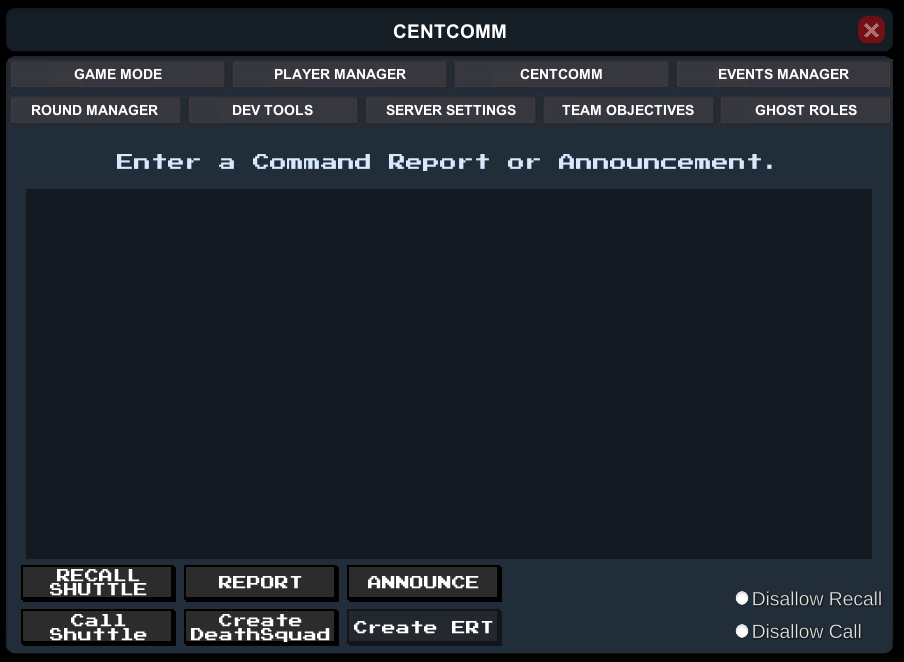 CENTCOMM
GAME MODE PLAYER MANAGER CENTCOMM EVENTS MANAGER
ROUND MANAGER DEV TOOLS SERVER SETTINGS TEAM OBJECTIVES GHOST ROLES
Enter a Command Report or Announcement.
RECALL
SHUTTLE
REPORT
ANNOUNCE
Disallow Recall
Call
Shuttle
Create
DeathSquad
Create ERT
Disallow Call